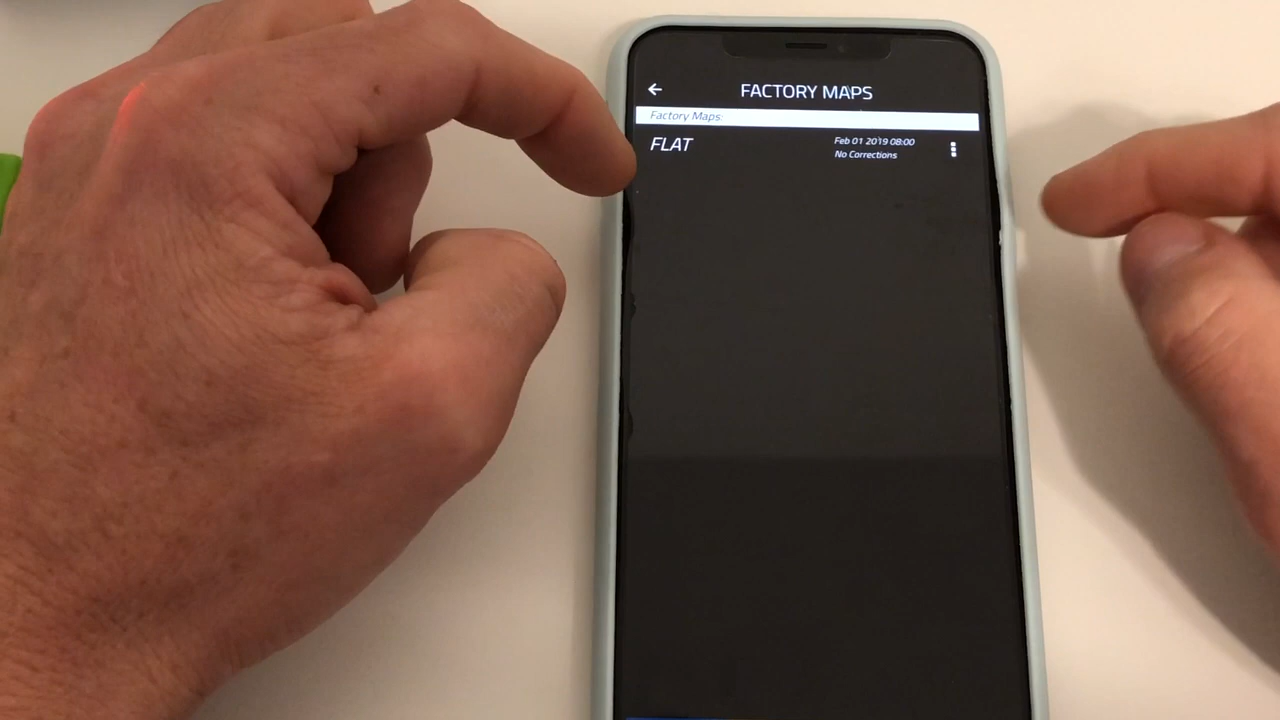 FACTORY MAPS
Factory Maps:
FLAT
Feb 01 2019 08:00
No Corrections